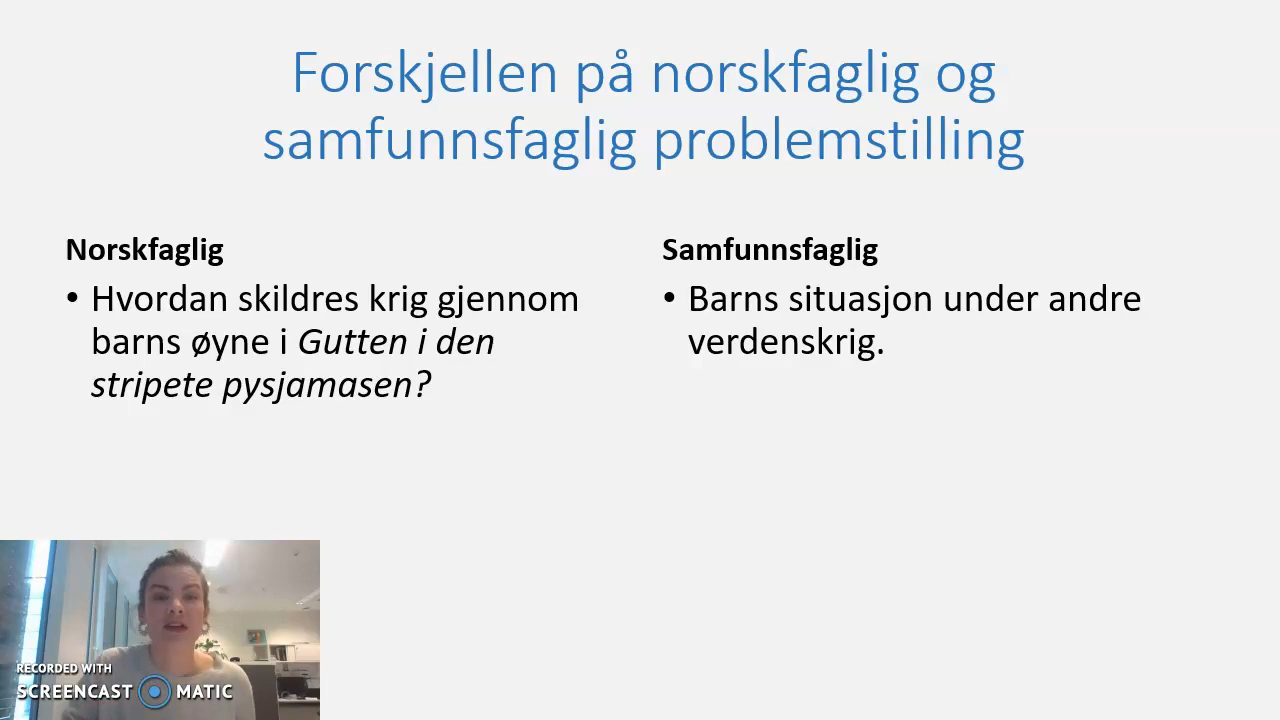 Forskjellen på norskfaglig og
samfunnsfaglig problemstilling
Norskfaglig
• Hvordan skildres krig gjennom
barns øyne i Gutten i den
stripete pysjamasen?
Samfunnsfaglig
• Barns situasjon under andre
verdenskrig.
RECORDED WITH
SCREENCAST MATIC